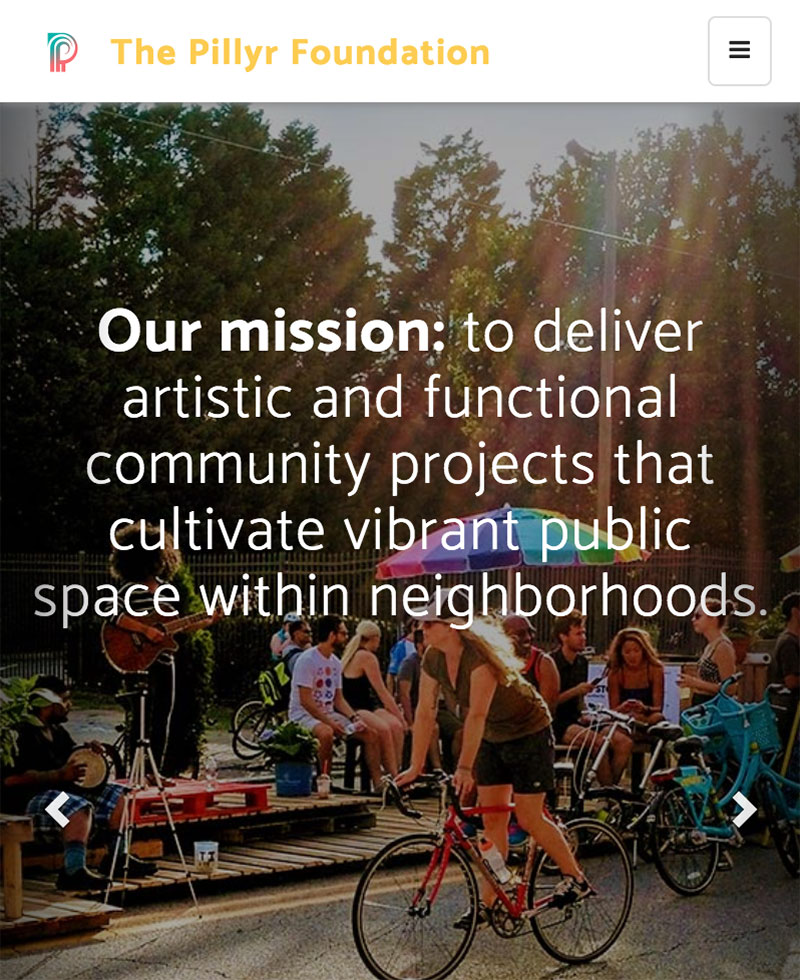 The Pillyr Foundation
Our mission: to deliver
artistic and functional
community projects that
cultivate vibrant public
space within neighborhoods.